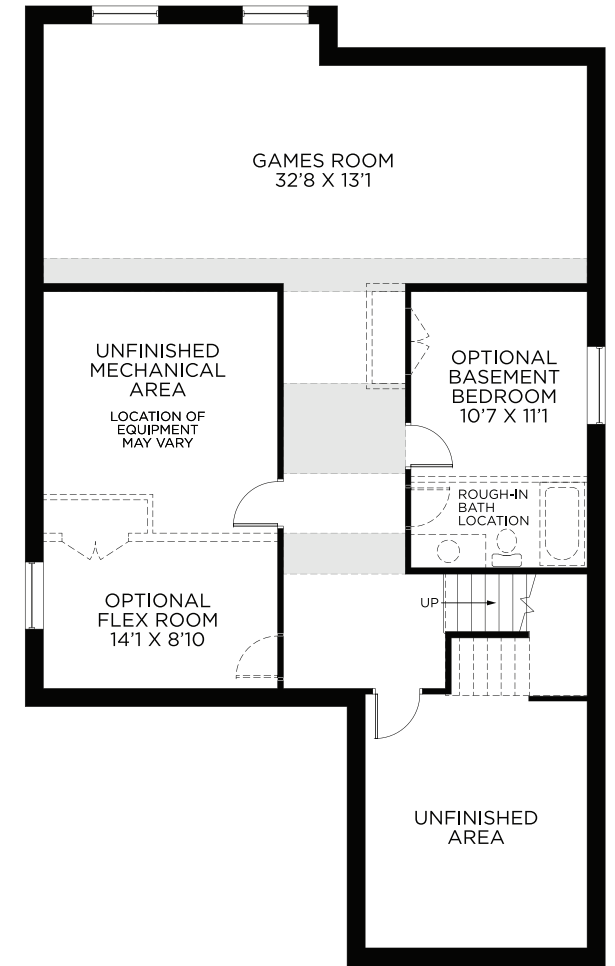 GAMES ROOM
32'8 X 13'1
UNFINISHED
MECHANICAL
AREA
LOCATION OF
EQUIPMENT
MAY VARY
OPTIONAL
BASEMENT
BEDROOM
10'7 X 11'1
ROUGH-IN
BATH
LOCATION
OPTIONAL
FLEX ROOM
14'1 X 8'10
UP
UNFINISHED
AREA